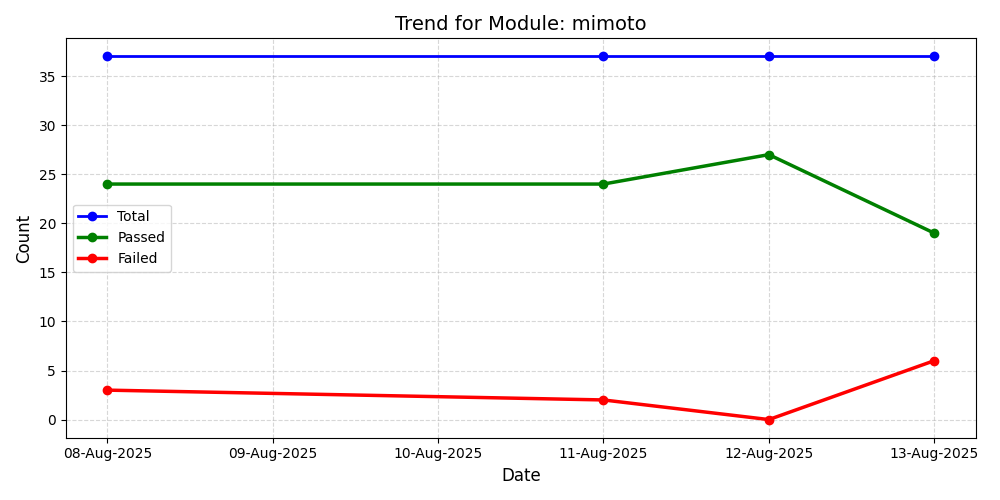 Trend for Module: mimoto
Count
35
30
25
20
15
10
5
0
Total
Passed
Failed
08-Aug-2025 09-Aug-2025 10-Aug-2025 11-Aug-2025 12-Aug-2025 13-Aug-2025
Date